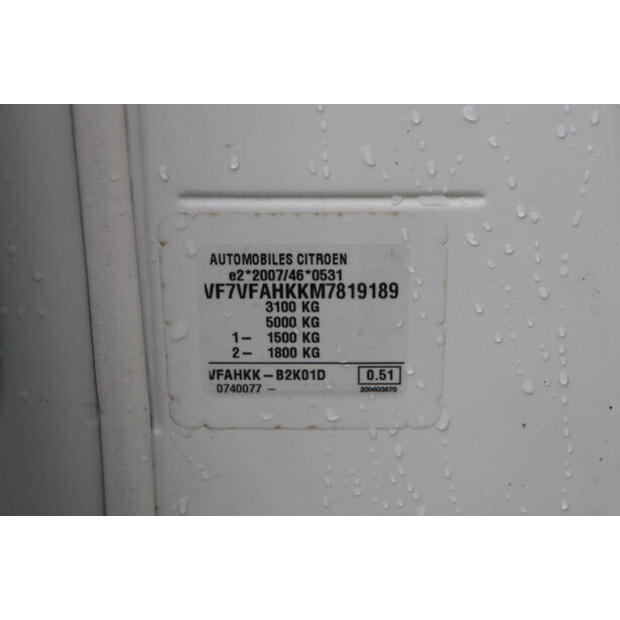 AUTOMOBILES CITROEN
e2*2007/46*0531
VF7VFAHKKM7819189
3100 KG
5000 KG
1- 1500 KG
2- 1800 KG
VFAHKK-B2K01D 0.51
0740077 - 200603670